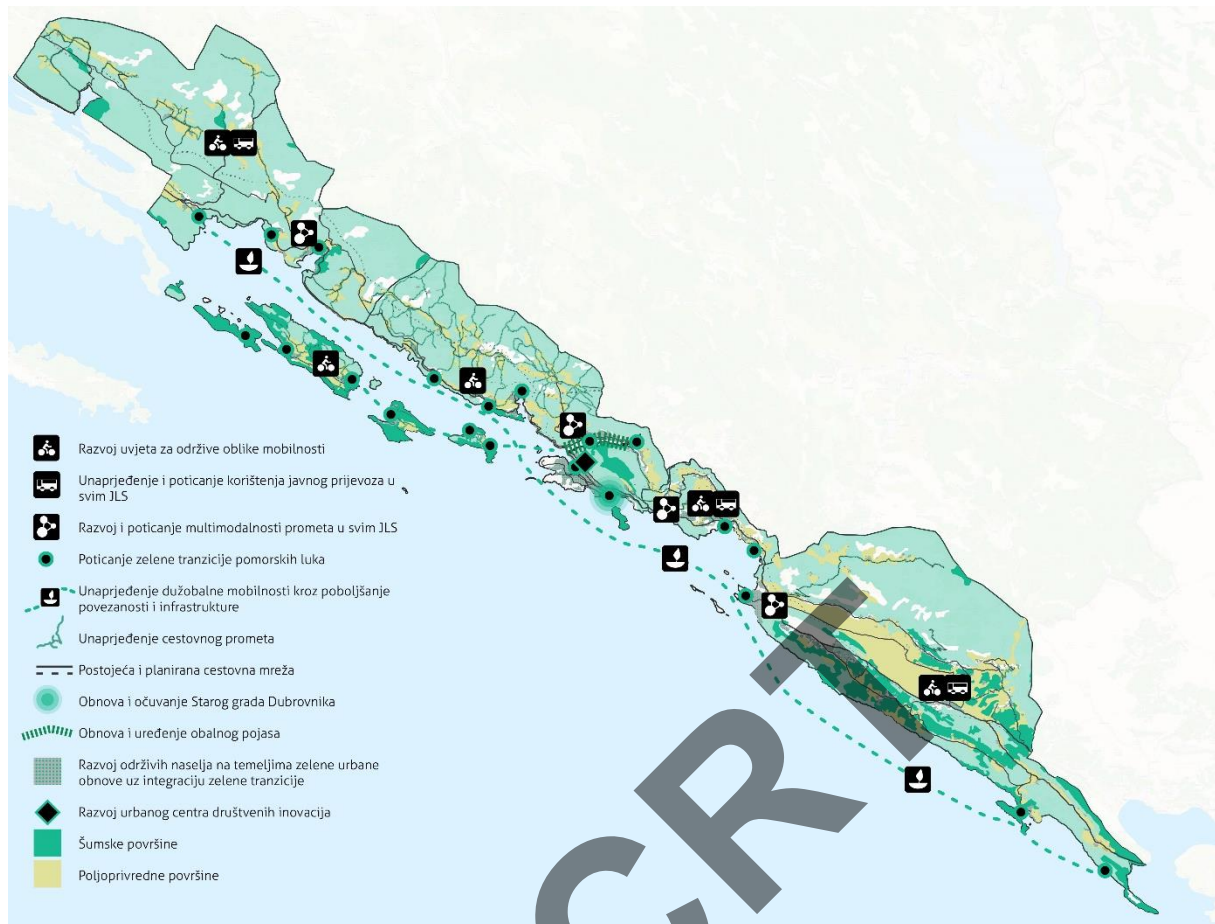 Razvoj uvjeta za održive oblike mobilnosti
Unaprjeđenje i poticanje korištenja javnog prijevoza u
svim JLS
Razvoj i poticanje multimodalnosti prometa u svim JLS
Poticanje zelene tranzicije pomorskih luka
Unaprjeđenje dužobalne mobilnosti kroz poboljšanje
povezanosti i infrastrukture
Unaprjeđenje cestovnog prometa
Postojeća i planirana cestovna mreža
Obnova i očuvanje Starog grada Dubrovnika
Obnova i uređenje obalnog pojasa
Razvoj održivih naselja na temeljima zelene urbane
obnove uz integraciju zelene tranzicije
Razvoj urbanog centra društvenih inovacija
Šumske površine
Poljoprivredne površine
CRT